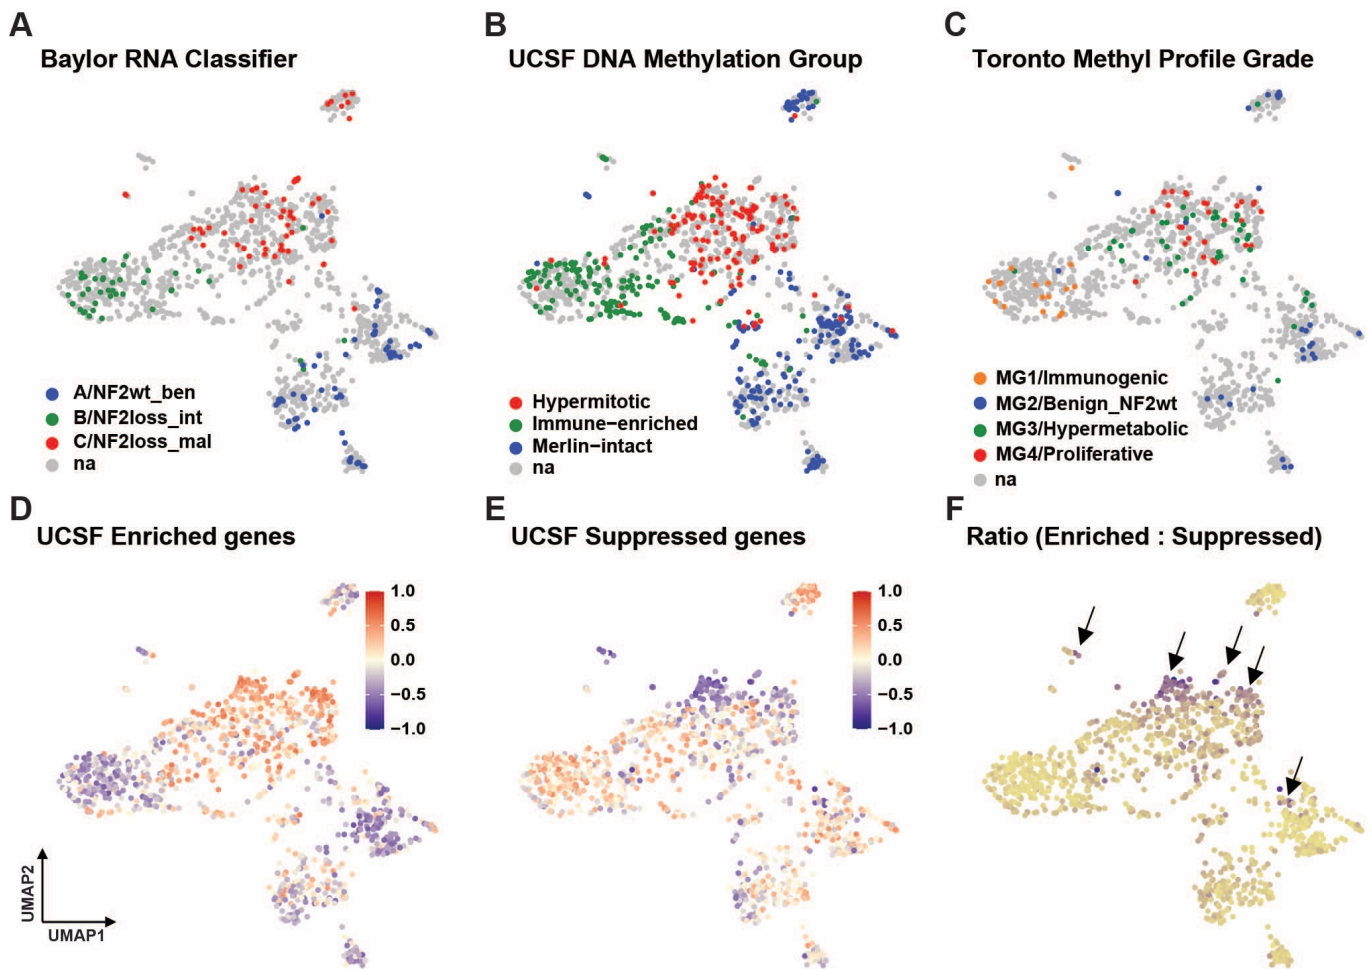 A
Baylor RNA Classifier
A/NF2wt_ben
B/NF2loss_int
C/NF2loss_mal
na
B
UCSF DNA Methylation Group
Hypermitotic
Immune-enriched
Merlin-intact
na
C
Toronto Methyl Profile Grade
MG1/Immunogenic
MG2/Benign_NF2wt
MG3/Hypermetabolic
MG4/Proliferative
na
D
UCSF Enriched genes
1.0
0.5
0.0
−0.5
−1.0
UMAP2
UMAP1
E
UCSF Suppressed genes
1.0
0.5
0.0
−0.5
−1.0
F
Ratio (Enriched : Suppressed)